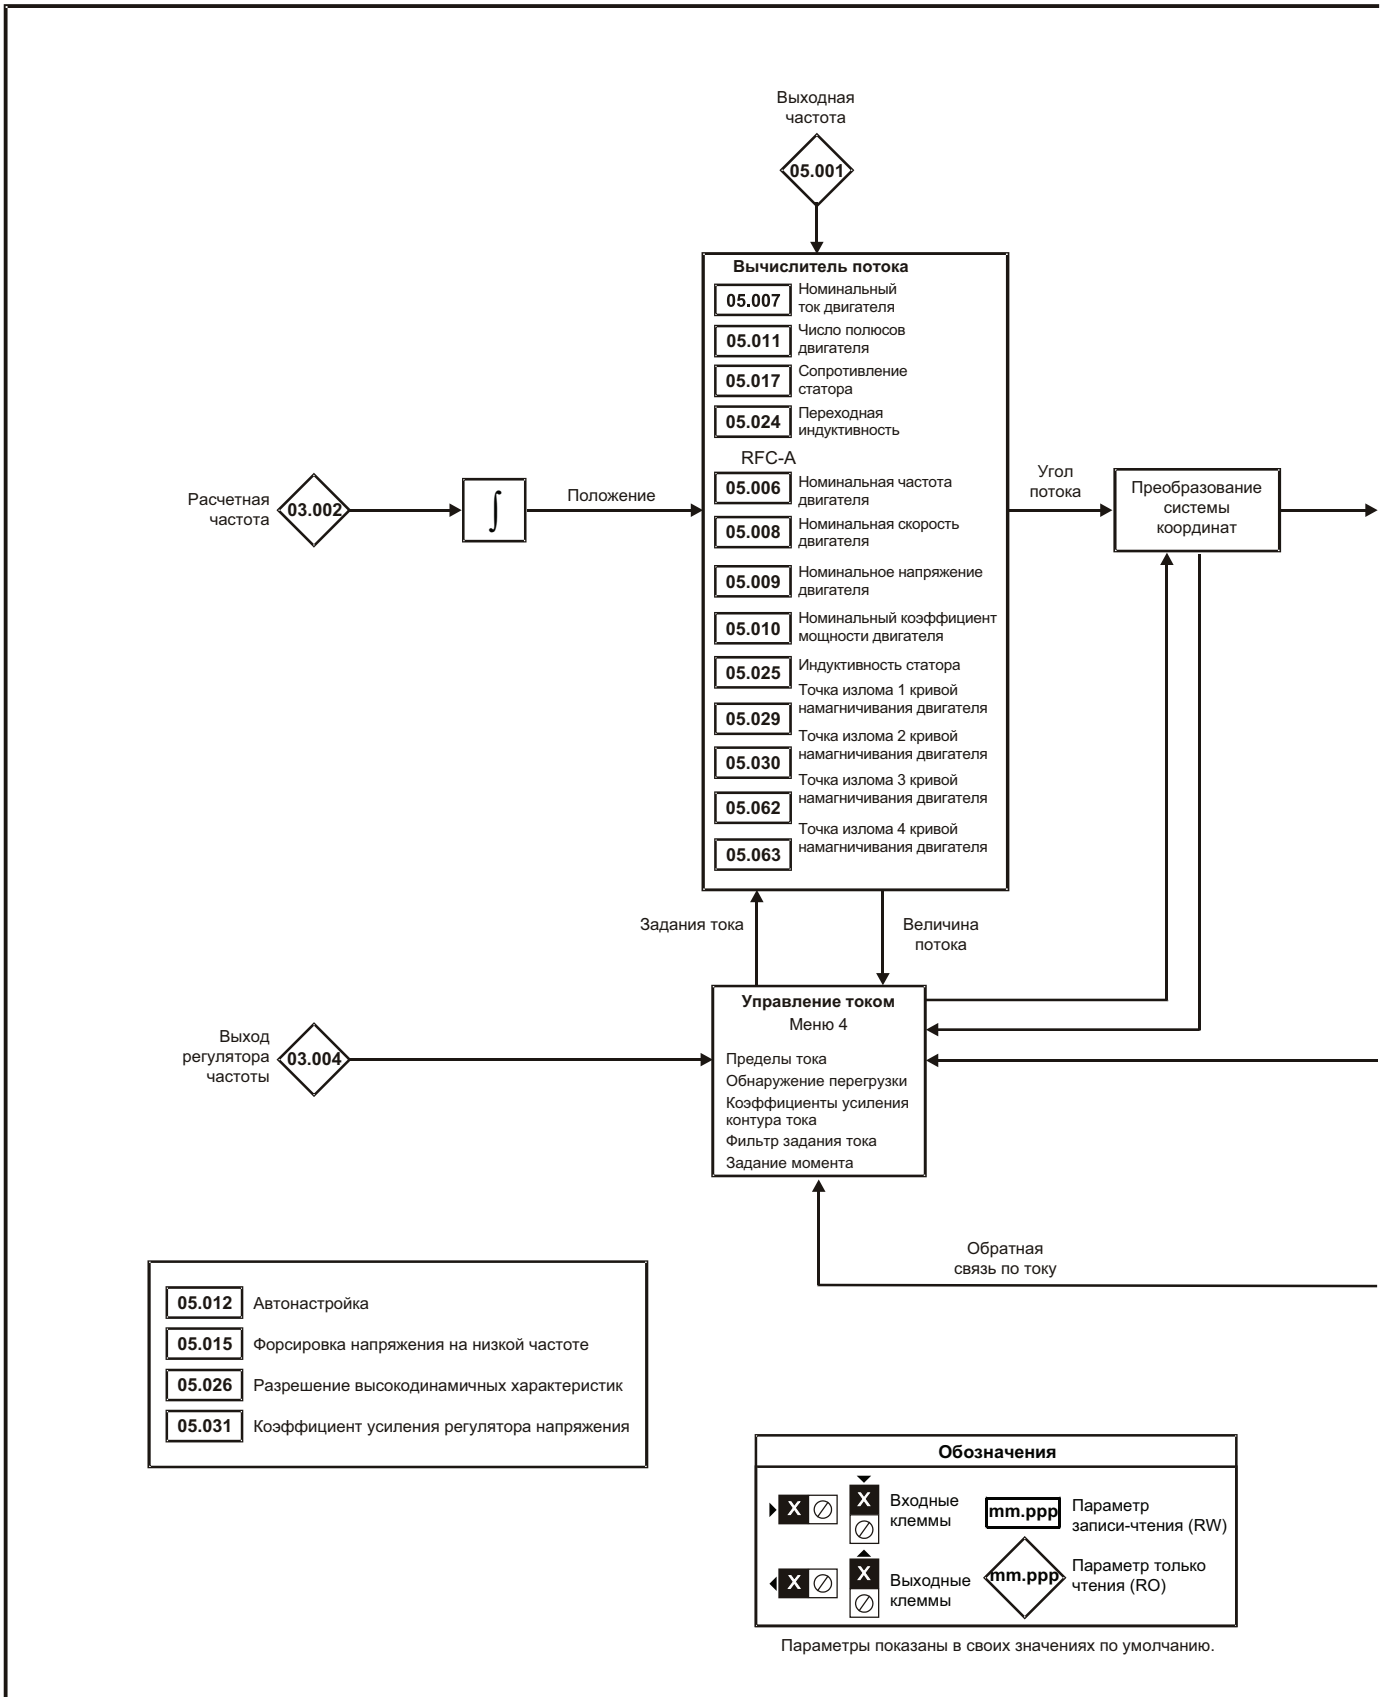 Выходная
частота
05.001
Вычислитель потока
05.007
Номинальный
ток двигателя
05.011
Число полюсов
двигателя
05.017
Сопротивление
статора
05.024
Переходная
индуктивность
RFC-A
05.006
Номинальная частота
двигателя
05.008
Номинальная скорость
двигателя
05.009
Номинальное напряжение
двигателя
05.010
Номинальный коэффициент
мощности двигателя
05.025
Индуктивность статора
05.029
Точка излома 1 кривой
намагничивания двигателя
05.030
Точка излома 2 кривой
намагничивания двигателя
05.062
Точка излома 3 кривой
намагничивания двигателя
05.063
Точка излома 4 кривой
намагничивания двигателя
Расчетная
частота
03.002
∫
Положение
Угол
потока
Преобразование
системы
координат
Задания тока
Величина
потока
Управление током
Меню 4
Пределы тока
Обнаружение перегрузки
Коэффициенты усиления
контура тока
Фильтр задания тока
Задание момента
Выход
регулятора
частоты
03.004
Обратная
связь по току
05.012
Автонастройка
05.015
Форсировка напряжения на низкой частоте
05.026
Разрешение высокодинамичных характеристик
05.031
Коэффициент усиления регулятора напряжения
Обозначения
X
X
Входные
клеммы
mm.ppp
Параметр
записи-чтения (RW)
X
X
Выходные
клеммы
mm.ppp
Параметр только
чтения (RO)
Параметры показаны в своих значениях по умолчанию.